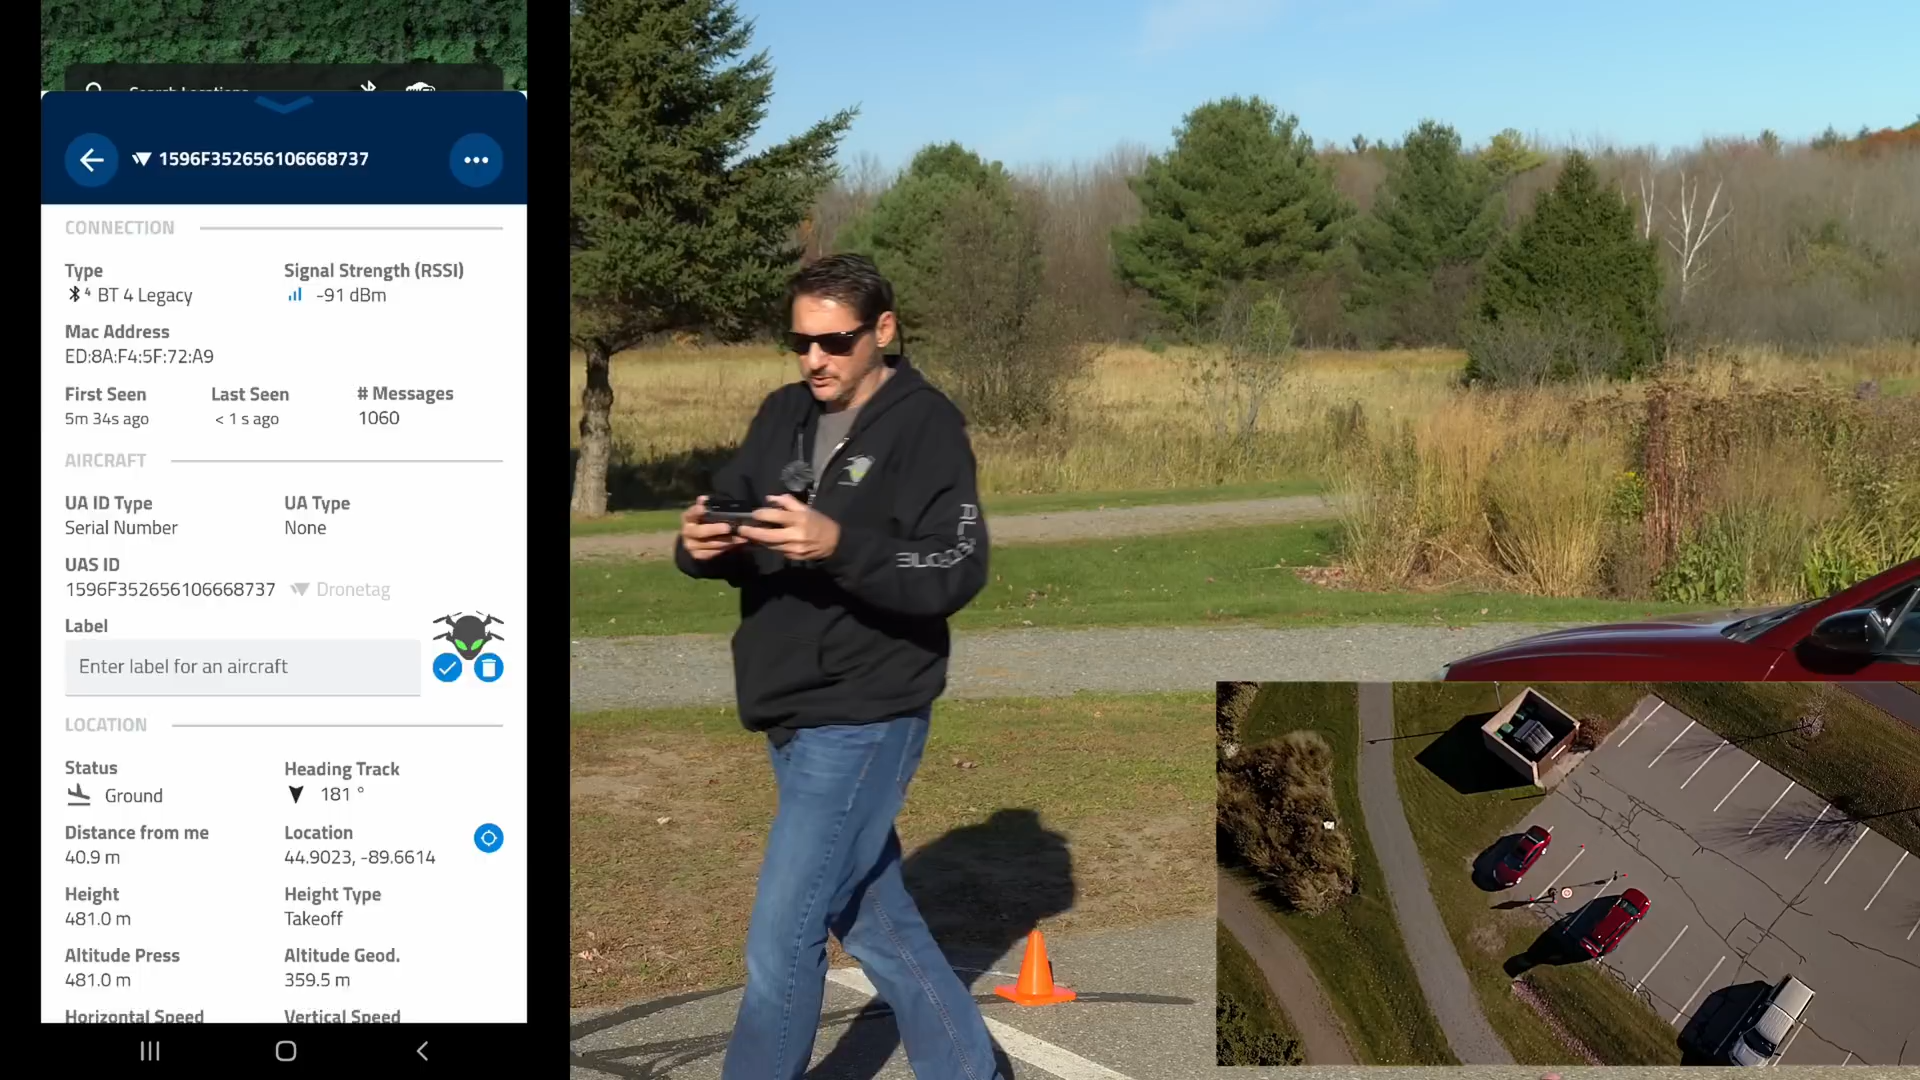 Search Locations
1596F352656106668737
CONNECTION
Type
Signal Strength (RSSI)
4 BT 4 Legacy
-91 dBm
Mac Address
ED:8A:F4:5F:72:A9
First Seen
Last Seen
# Messages
5m 34s ago
< 1 s ago
1060
AIRCRAFT
UA ID Type
UA Type
Serial Number
None
UAS ID
1596F352656106668737
Dronetag
Label
Enter label for an aircraft
LOCATION
Status
Heading Track
Ground
181 °
Distance from me
Location
40.9 m
44.9023, -89.6614
Height
Height Type
481.0 m
Takeoff
Altitude Press
Altitude Geod.
481.0 m
359.5 m
Horizontal Speed
Vertical Speed